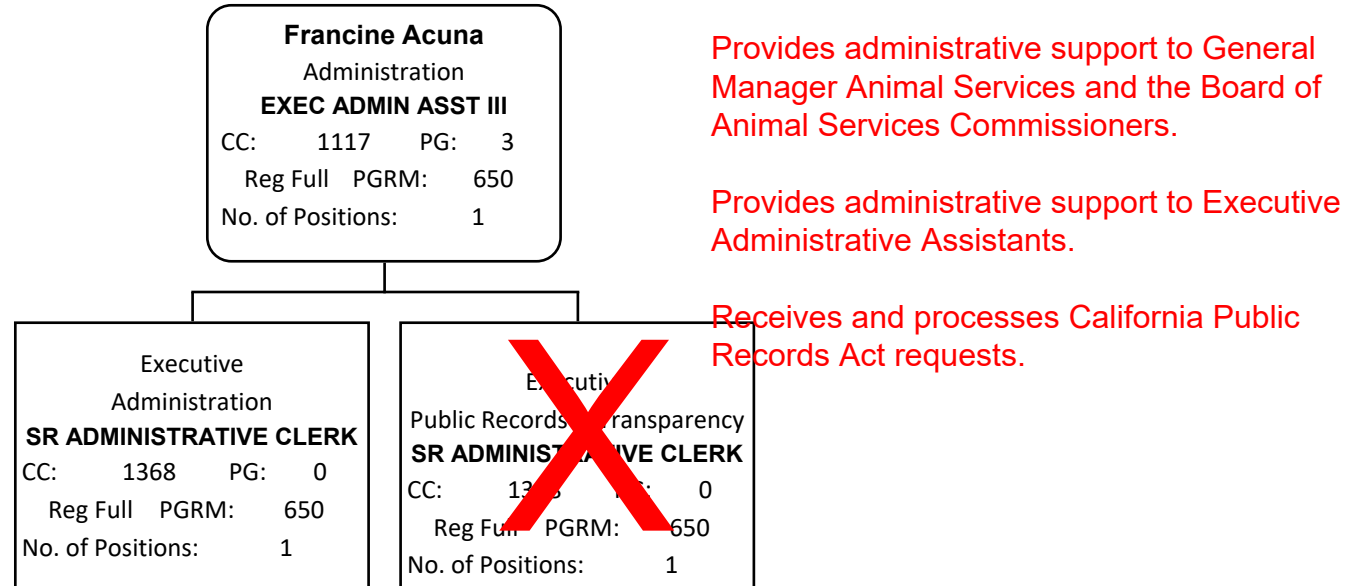 Francine Acuna
Administration
EXEC ADMIN ASST III
CC: 1117 PG: 3
Reg Full PGRM: 650
No. of Positions: 1
Provides administrative support to General
Manager Animal Services and the Board of
Animal Services Commissioners.
Provides administrative support to Executive
Administrative Assistants.
Receives and processes California Public
Records Act requests.
Executive
Administration
SR ADMINISTRATIVE CLERK
CC: 1368 PG: 0
Reg Full PGRM: 650
No. of Positions: 1
X
Executive
Public Records Transparency
SR ADMINISTRATIVE CLERK
CC: 1368 PG: 0
Reg Full PGRM: 650
No. of Positions: 1